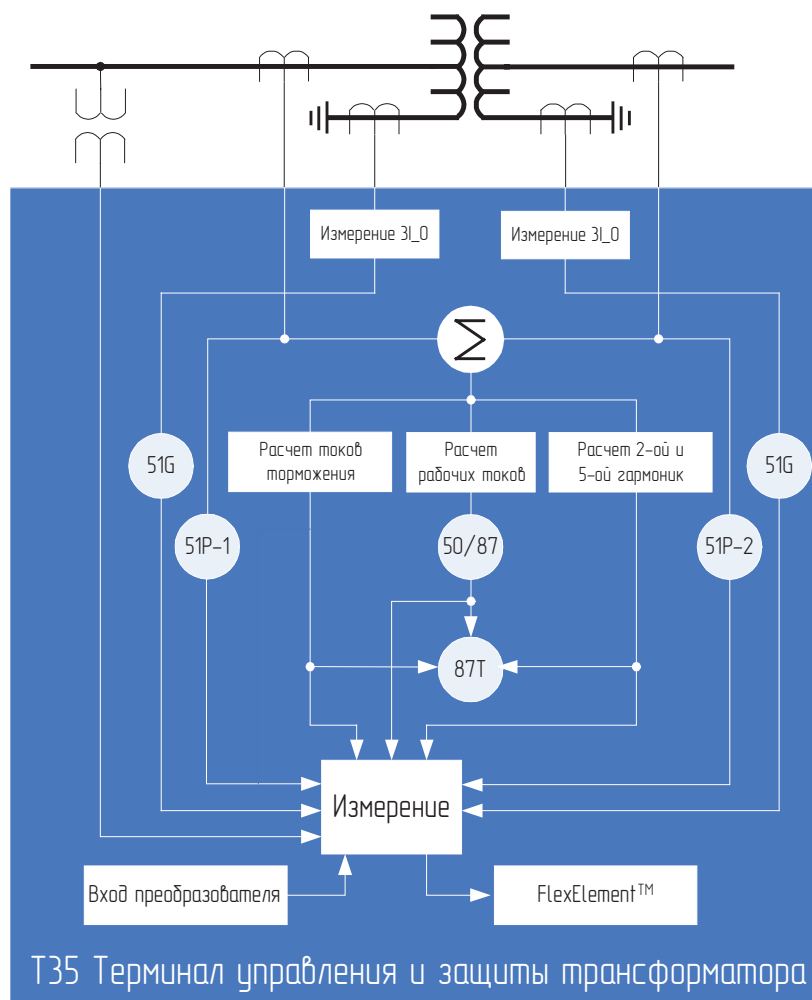 Измерение 3I_0
Измерение 3I_0
Σ
51G
Расчет токов
торможения
Расчет
рабочих токов
Расчет 2-ой и
5-ой гармоник
51G
51P-1
50/87
51P-2
87T
Измерение
Вход преобразователя
FlexElement™
T35 Терминал управления и защиты трансформатора